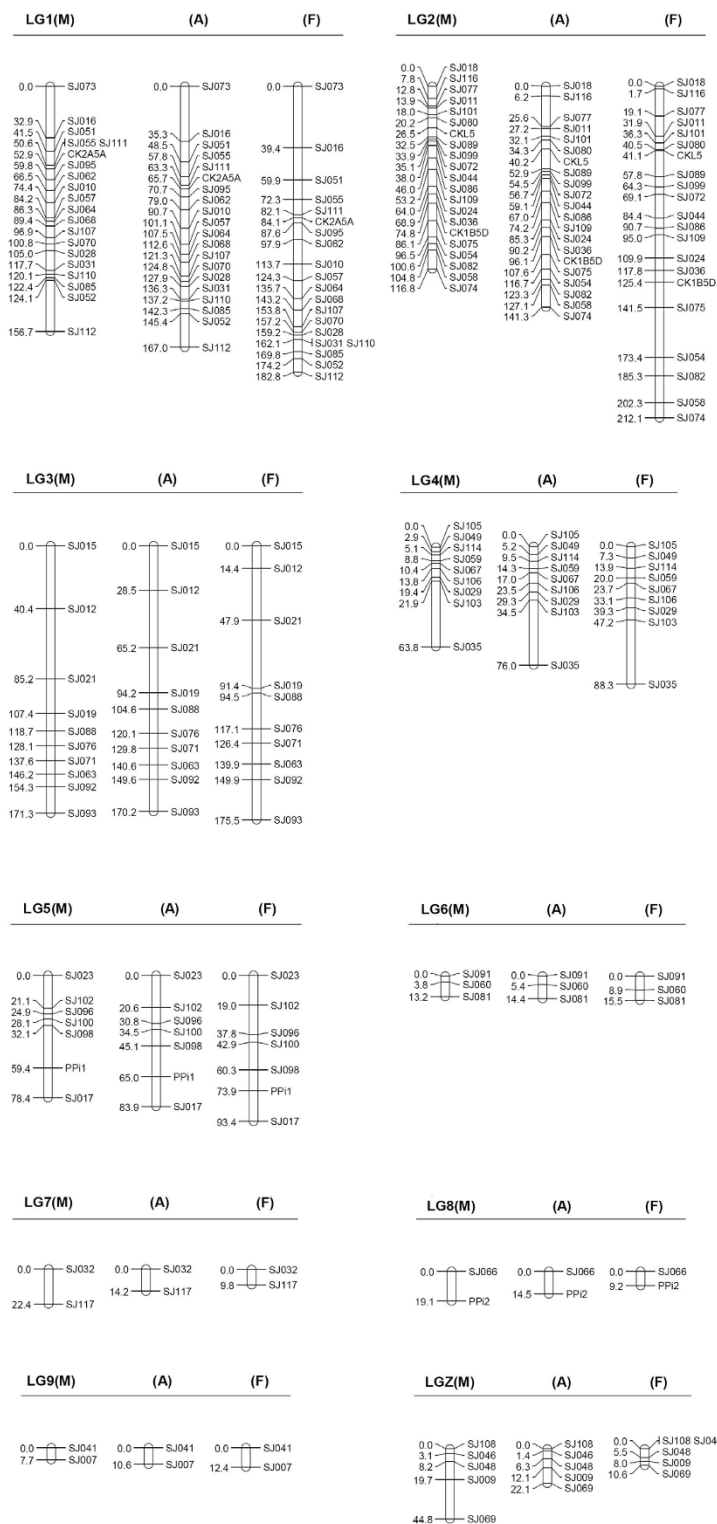 LG1(M) (A) (F)
0.0 SJ073
32.9 SJ016
41.5 SJ051
50.6 SJ055 SJ111
52.9 CK2A5A
59.8 SJ095
66.5 SJ062
74.4 SJ010
84.2 SJ057
86.3 SJ064
89.4 SJ068
96.9 SJ107
100.8 SJ070
105.0 SJ028
117.7 SJ031
120.1 SJ110
122.4 SJ085
124.1 SJ052
156.7 SJ112
0.0 SJ073
35.3 SJ016
48.5 SJ051
57.8 SJ055
63.3 SJ111
65.7 CK2A5A
70.7 SJ095
79.0 SJ062
90.7 SJ010
101.1 SJ057
107.5 SJ064
112.6 SJ068
121.3 SJ107
124.8 SJ070
127.9 SJ028
136.3 SJ031
137.2 SJ110
142.3 SJ085
145.4 SJ052
167.0 SJ112
0.0 SJ073
39.4 SJ016
59.9 SJ051
72.3 SJ055
82.1 SJ111
84.1 CK2A5A
87.6 SJ095
97.9 SJ062
113.7 SJ010
124.3 SJ057
135.7 SJ064
143.2 SJ068
153.8 SJ107
157.2 SJ070
159.2 SJ028
162.1 SJ031 SJ110
169.8 SJ085
174.2 SJ052
182.8 SJ112
LG2(M) (A) (F)
0.0 SJ018
7.8 SJ116
12.8 SJ077
13.9 SJ011
18.0 SJ101
20.2 SJ080
26.5 CKL5
32.5 SJ089
33.9 SJ099
35.1 SJ072
38.0 SJ044
46.0 SJ086
53.2 SJ109
64.0 SJ024
68.9 SJ036
74.8 CK1B5D
86.1 SJ075
96.5 SJ054
100.6 SJ082
104.8 SJ058
116.8 SJ074
0.0 SJ018
6.2 SJ116
25.6 SJ077
27.2 SJ011
32.1 SJ101
34.3 SJ080
40.2 CKL5
52.9 SJ089
54.5 SJ099
56.7 SJ072
59.1 SJ044
67.0 SJ086
74.2 SJ109
85.3 SJ024
90.2 SJ036
96.1 CK1B5D
107.6 SJ075
116.7 SJ054
123.3 SJ082
127.1 SJ058
141.3 SJ074
0.0 SJ018
1.7 SJ116
19.1 SJ077
31.9 SJ011
36.3 SJ101
40.5 SJ080
41.1 CKL5
57.8 SJ089
64.3 SJ099
69.1 SJ072
84.4 SJ044
90.7 SJ086
95.0 SJ109
109.9 SJ024
117.8 SJ036
125.4 CK1B5D
141.5 SJ075
173.4 SJ054
185.3 SJ082
202.3 SJ058
212.1 SJ074
LG3(M) (A) (F)
0.0 SJ015
40.4 SJ012
85.2 SJ021
107.4 SJ019
118.7 SJ088
128.1 SJ076
137.6 SJ071
146.2 SJ063
154.3 SJ092
171.3 SJ093
0.0 SJ015
28.5 SJ012
65.2 SJ021
94.2 SJ019
104.6 SJ088
120.1 SJ076
129.8 SJ071
140.6 SJ063
149.6 SJ092
170.2 SJ093
0.0 SJ015
14.4 SJ012
47.9 SJ021
91.4 SJ019
94.5 SJ088
117.1 SJ076
126.4 SJ071
139.9 SJ063
149.9 SJ092
175.5 SJ093
LG4(M) (A) (F)
0.0 SJ105
2.9 SJ049
5.1 SJ114
8.8 SJ059
10.4 SJ067
13.8 SJ106
19.4 SJ029
21.9 SJ103
63.8 SJ035
0.0 SJ105
5.2 SJ049
9.5 SJ114
14.3 SJ059
17.0 SJ067
23.5 SJ106
29.3 SJ029
34.5 SJ103
76.0 SJ035
0.0 SJ105
7.3 SJ049
13.9 SJ114
20.0 SJ059
23.7 SJ067
33.1 SJ106
39.3 SJ029
47.2 SJ103
88.3 SJ035
LG5(M) (A) (F)
0.0 SJ023
21.1 SJ102
24.9 SJ096
28.1 SJ100
32.1 SJ098
59.4 PPi1
78.4 SJ017
0.0 SJ023
20.6 SJ102
30.8 SJ096
34.5 SJ100
45.1 SJ098
65.0 PPi1
83.9 SJ017
0.0 SJ023
19.0 SJ102
37.8 SJ096
42.9 SJ100
60.3 SJ098
73.9 PPi1
93.4 SJ017
LG6(M) (A) (F)
0.0 SJ091
3.8 SJ060
13.2 SJ081
0.0 SJ091
5.4 SJ060
14.4 SJ081
0.0 SJ091
8.9 SJ060
15.5 SJ081
LG7(M) (A) (F)
0.0 SJ032
22.4 SJ117
0.0 SJ032
14.2 SJ117
0.0 SJ032
9.8 SJ117
LG8(M) (A) (F)
0.0 SJ066
19.1 PPi2
0.0 SJ066
14.5 PPi2
0.0 SJ066
9.2 PPi2
LG9(M) (A) (F)
0.0 SJ041
7.7 SJ007
0.0 SJ041
10.6 SJ007
0.0 SJ041
12.4 SJ007
LGZ(M) (A) (F)
0.0 SJ108
3.1 SJ046
8.2 SJ048
19.7 SJ009
44.8 SJ069
0.0 SJ108
1.4 SJ046
6.3 SJ048
12.1 SJ009
22.1 SJ069
0.0 SJ108 SJ04
5.5 SJ048
8.0 SJ009
10.6 SJ069